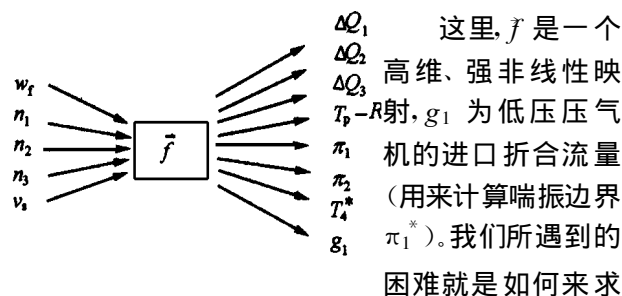 w_f
n_1
n_2
n_3
v_s
f⃗
ΔQ_1
ΔQ_2
ΔQ_3
T_p－R
π_1
π_2
T_4^*
g_1
这里, f⃗ 是一个
高维、强非线性映
射, g_1 为低压压气
机的进口折合流量
(用来计算喘振边界
π_1^*)。我们所遇到的
困难就是如何来求